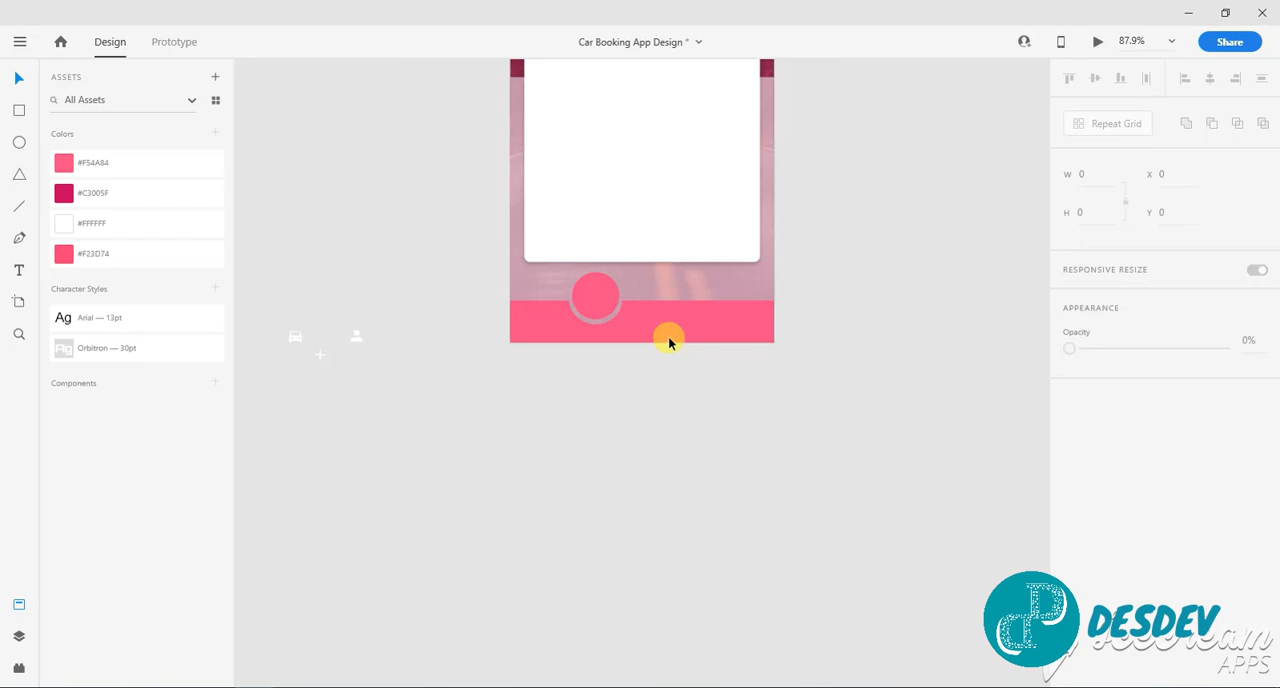 Design
Prototype
Car Booking App Design *
87.9%
Share
ASSETS
All Assets
Colors
#F54A84
#C3005F
#FFFFFF
#F23D74
Character Styles
Ag Arial — 13pt
Ag Orbitron — 30pt
Components
Repeat Grid
W 0
X 0
H 0
Y 0
RESPONSIVE RESIZE
APPEARANCE
Opacity
0%
DESDEV
Icecream
APPS